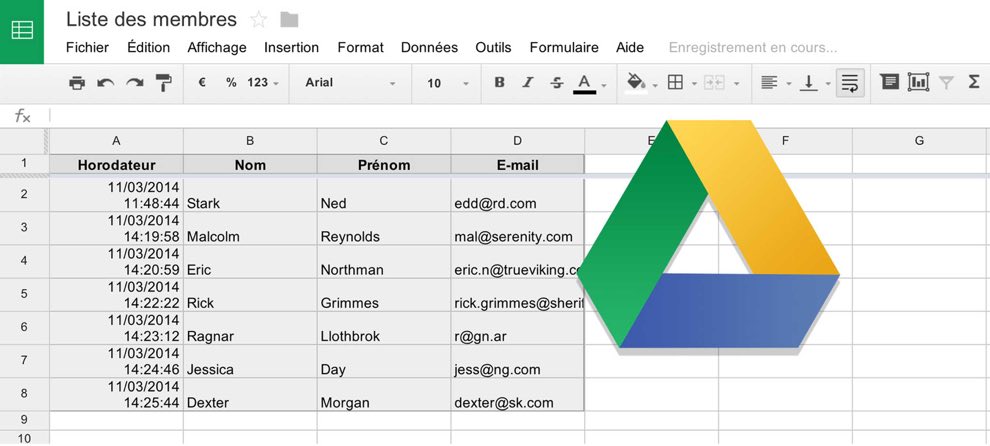 Liste des membres
Fichier Édition Affichage Insertion Format Données Outils Formulaire Aide Enregistrement en cours...
€ % 123 Arial 10 B I S A Σ
fx
A B C D E F G
1 Horodateur Nom Prénom E-mail
11/03/2014
2 11:48:44 Stark Ned edd@rd.com
11/03/2014
3 14:19:58 Malcolm Reynolds mal@serenity.com
11/03/2014
4 14:20:59 Eric Northman eric.n@trueviking.co
11/03/2014
5 14:22:22 Rick Grimmes rick.grimmes@sherif
11/03/2014
6 14:23:12 Ragnar Llothbrok r@gn.ar
11/03/2014
7 14:24:46 Jessica Day jess@ng.com
11/03/2014
8 14:25:44 Dexter Morgan dexter@sk.com
9
10